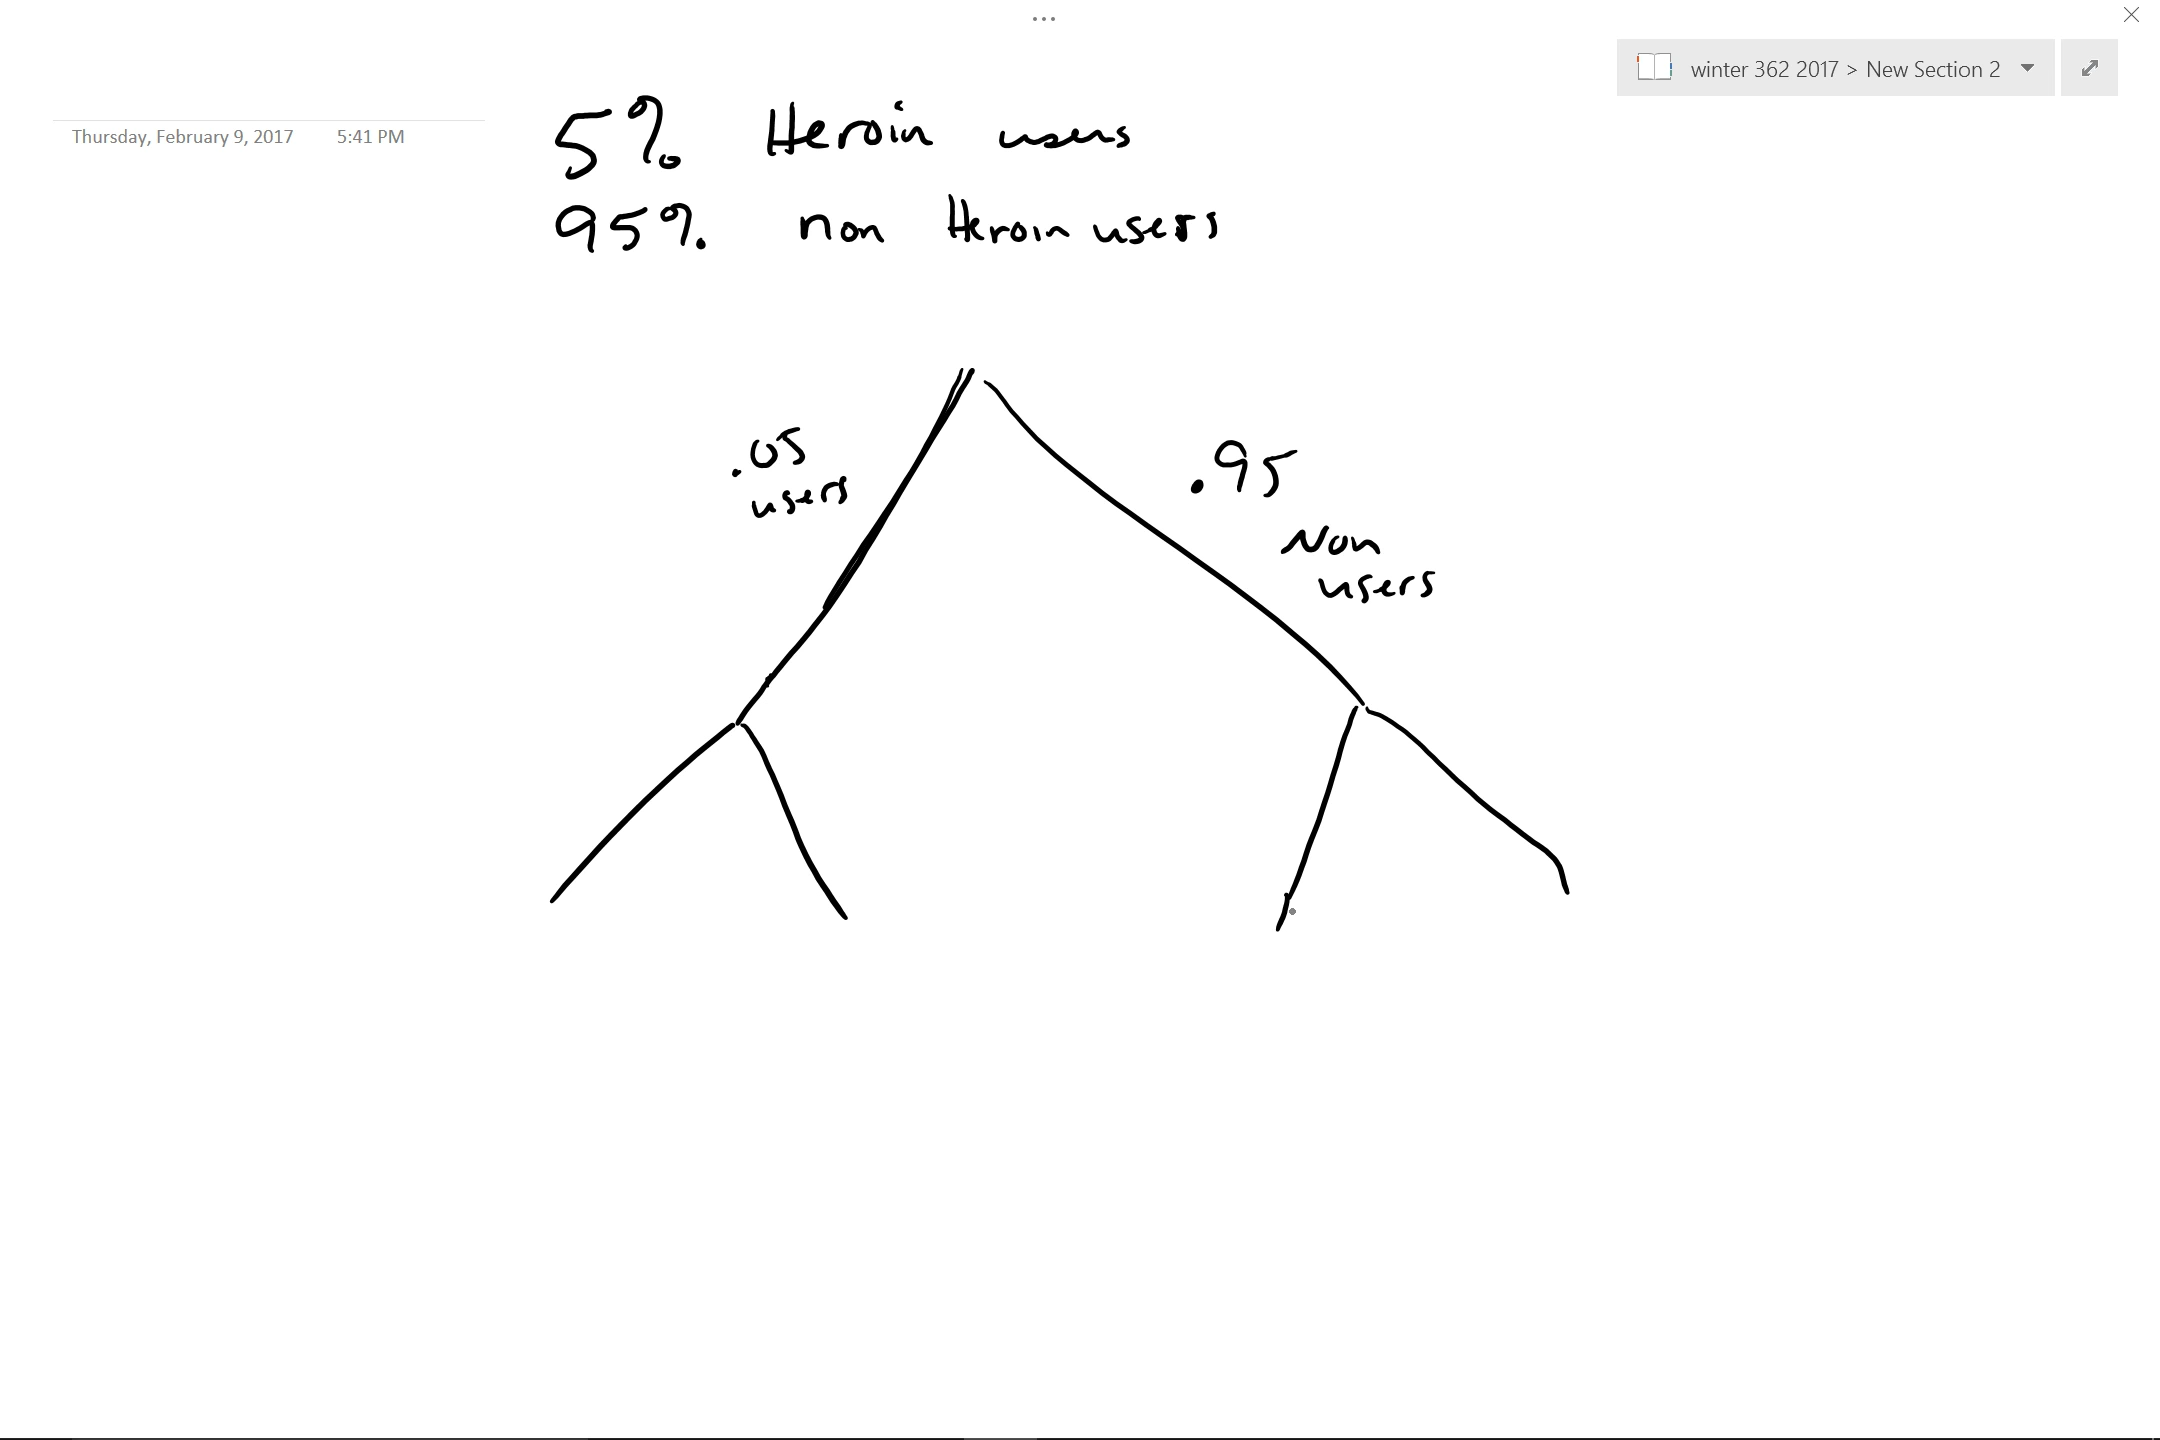 ...
winter 362 2017 > New Section 2
Thursday, February 9, 2017 5:41 PM
5% Heroin users
95% non Heroin users
.05
users
.95
Non
users